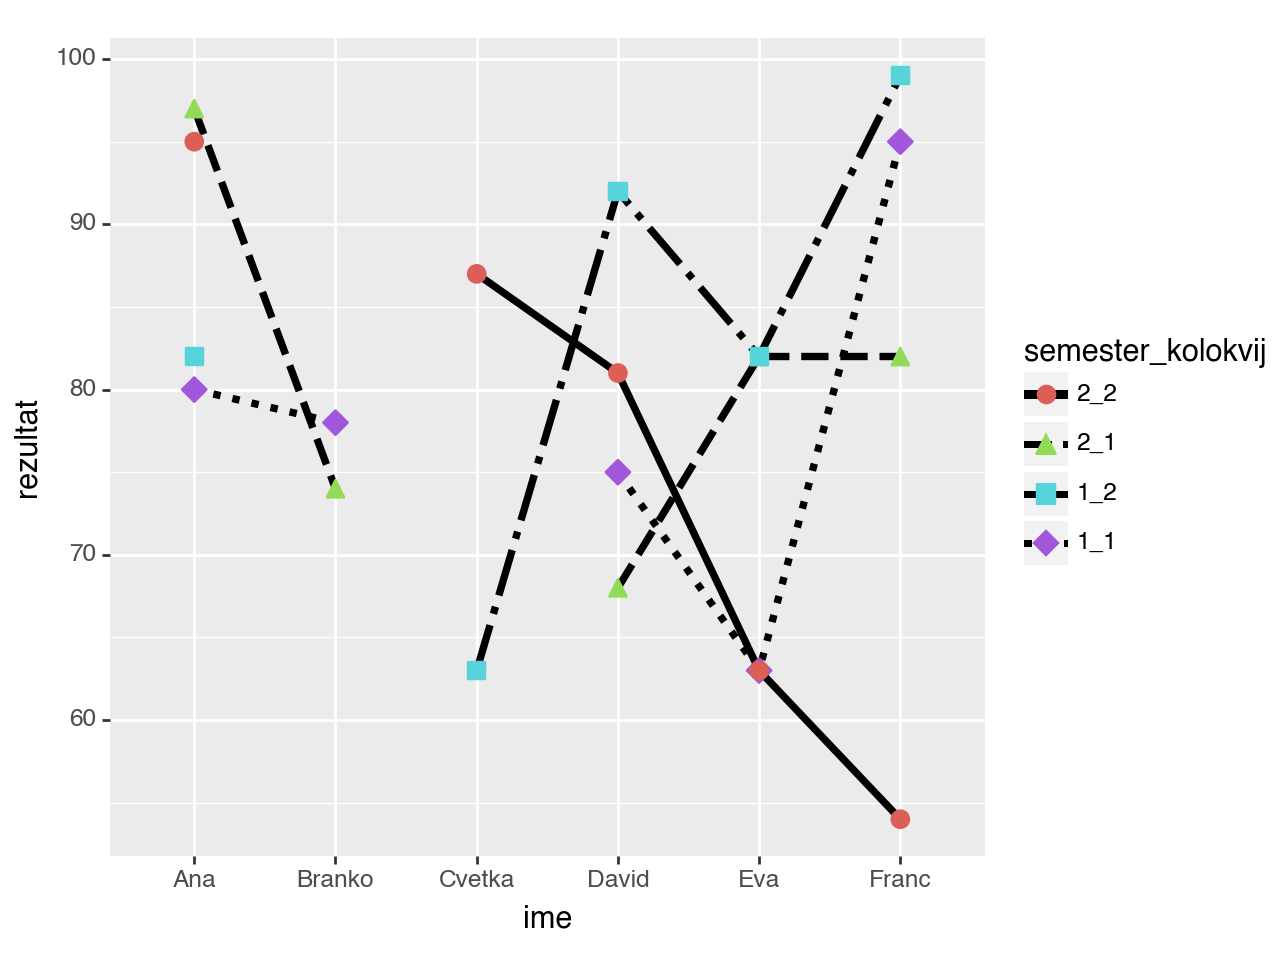 100
90
80
70
60
rezultat
Ana
Branko
Cvetka
David
Eva
Franc
ime
semester_kolokvij
2_2
2_1
1_2
1_1